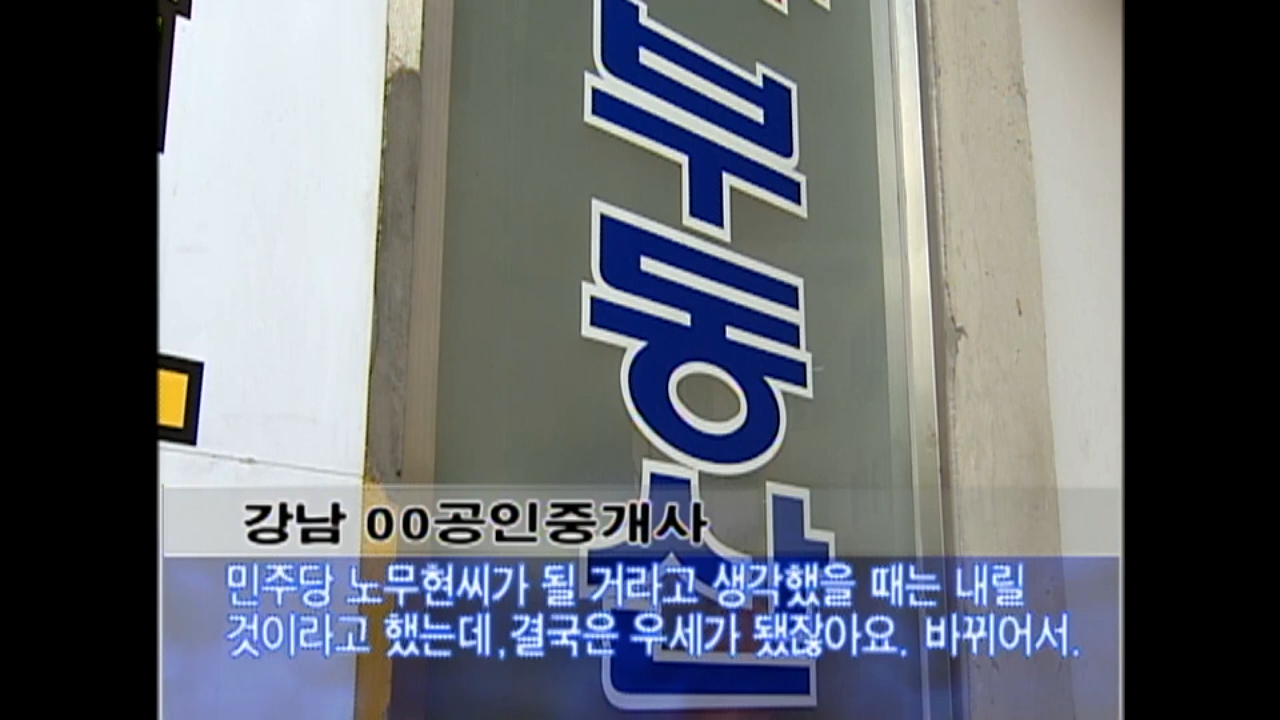 부동산
강남 00공인중개사
민주당 노무현씨가 될 거라고 생각했을 때는 내릴
것이라고 했는데,결국은 우세가 됐잖아요. 바뀌어서.